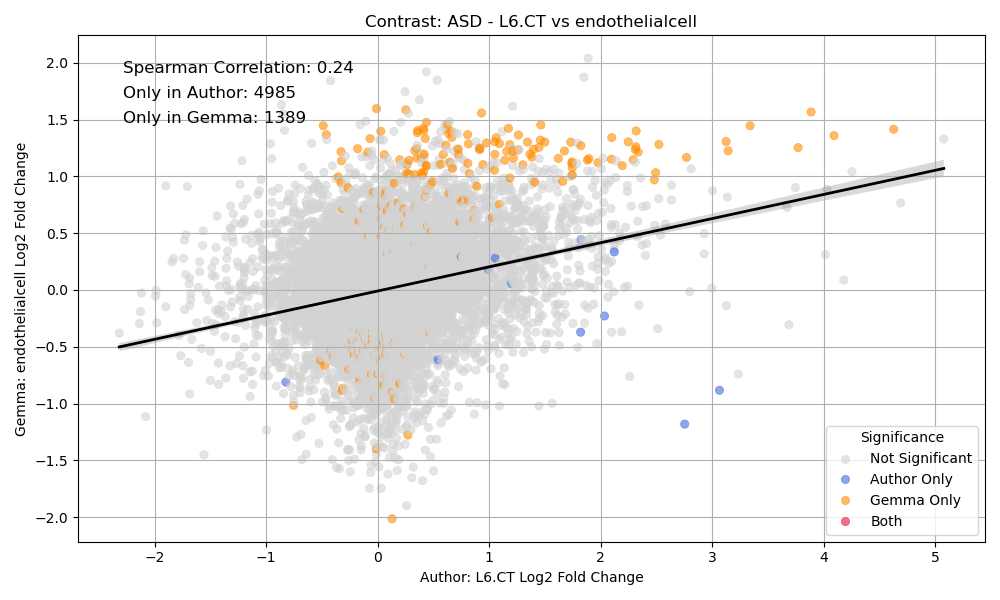 Contrast: ASD - L6.CT vs endothelialcell
Spearman Correlation: 0.24
Only in Author: 4985
Only in Gemma: 1389
Gemma: endothelialcell Log2 Fold Change
2.0
1.5
1.0
0.5
0.0
−0.5
−1.0
−1.5
−2.0
Significance
Not Significant
Author Only
Gemma Only
Both
−2
−1
0
1
2
3
4
5
Author: L6.CT Log2 Fold Change